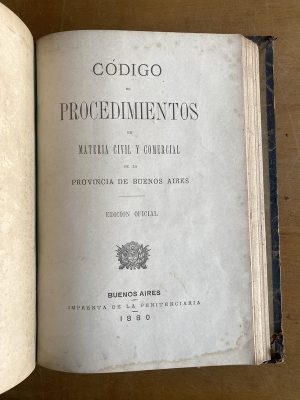 CÓDIGO
DE
PROCEDIMIENTOS
EN
MATERIA CIVIL Y COMERCIAL
DE LA
PROVINCIA DE BUENOS AIRES
EDICION OFICIAL
BUENOS AIRES
IMPRENTA DE LA PENITENCIARIA
1880